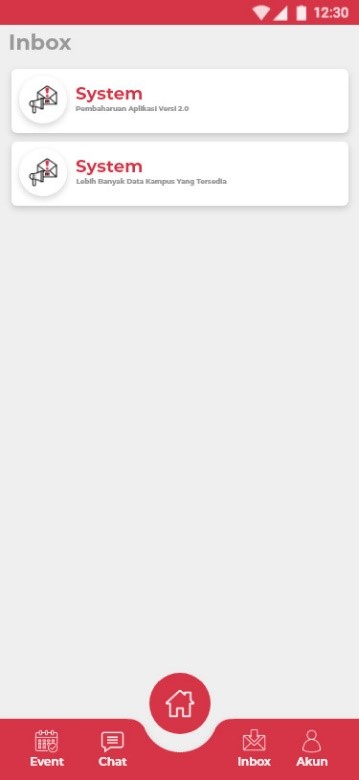 12:30
Inbox
System
Pembaharuan Aplikasi Versi 2.0
System
Lebih Banyak Data Kampus Yang Tersedia
Event
Chat
Inbox
Akun